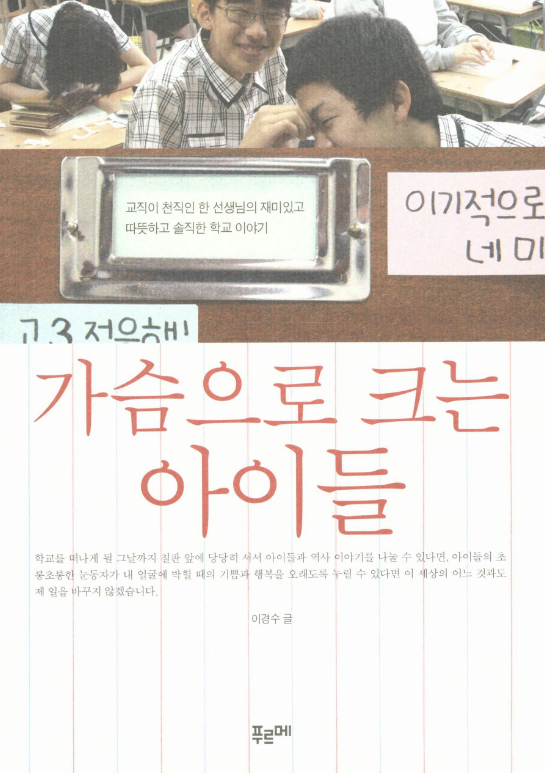 교직이 천직인 한 선생님의 재미있고
따뜻하고 솔직한 학교 이야기
이기적으로
네 미
고3 적응해
가슴으로 크는
아이들
학교를 떠나게 될 그날까지 칠판 앞에 당당히 서서 아이들과 역사 이야기를 나눌 수 있다면, 아이들의 초
롱초롱한 눈동자가 내 얼굴에 박힐 때의 기쁨과 행복을 오래도록 누릴 수 있다면 이 세상의 어느 것과도
제 일을 바꾸지 않겠습니다.
이경수 글
푸르메